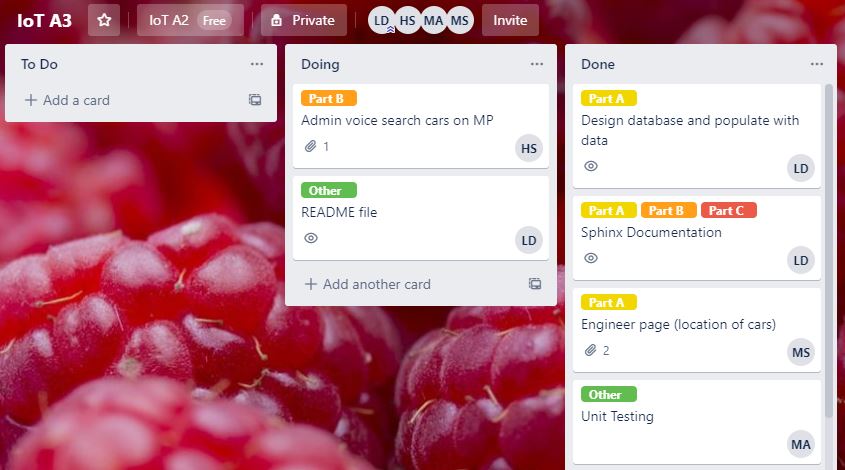 IoT A3
IoT A2 Free
Private
LD HS MA MS
Invite
To Do
Add a card
Doing
Part B
Admin voice search cars on MP
1
HS
Other
README file
LD
Add another card
Done
Part A
Design database and populate with
data
LD
Part A Part B Part C
Sphinx Documentation
LD
Part A
Engineer page (location of cars)
2
MS
Other
Unit Testing
MA